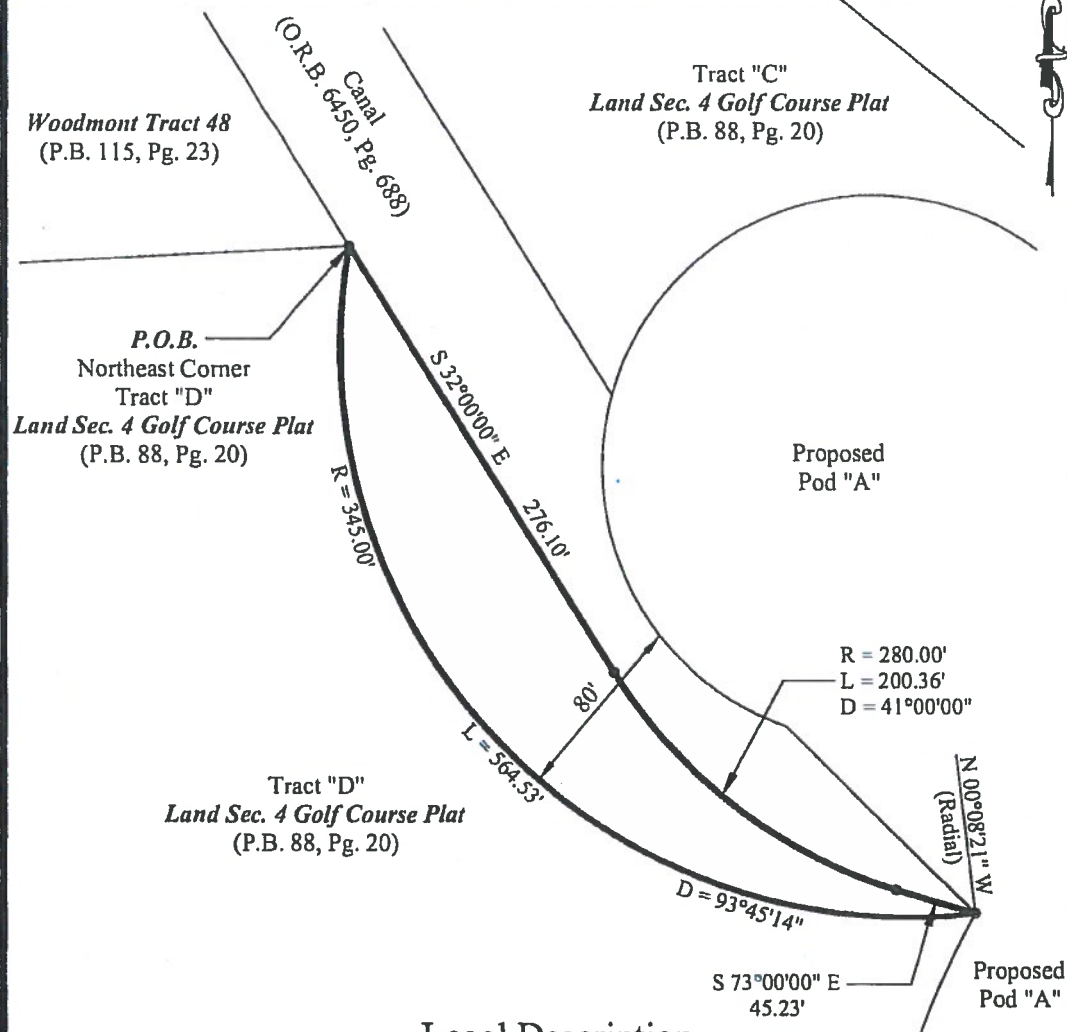 Canal
(O.R.B. 6450, Pg. 688)
Tract "C"
Land Sec. 4 Golf Course Plat
(P.B. 88, Pg. 20)
Woodmont Tract 48
(P.B. 115, Pg. 23)
P.O.B.
Northeast Corner
Tract "D"
Land Sec. 4 Golf Course Plat
(P.B. 88, Pg. 20)
S 32°00'00" E
276.10'
Proposed
Pod "A"
R = 345.00'
80'
R = 280.00'
L = 200.36'
D = 41°00'00"
L = 564.53'
Tract "D"
Land Sec. 4 Golf Course Plat
(P.B. 88, Pg. 20)
N 00°08'21" W
(Radial)
D = 93°45'14"
S 73°00'00" E
45.23'
Proposed
Pod "A"